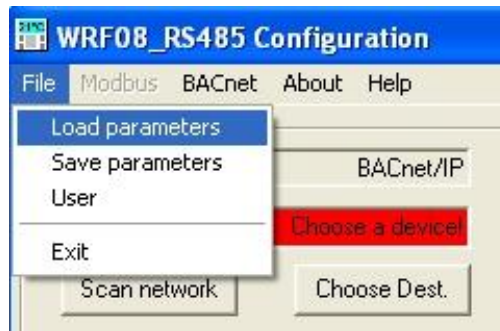 21°C
WRF08_RS485 Configuration
File Modbus BACnet About Help
Load parameters
Save parameters
User
Exit
BACnet/IP
Choose a device!
Scan network
Choose Dest.